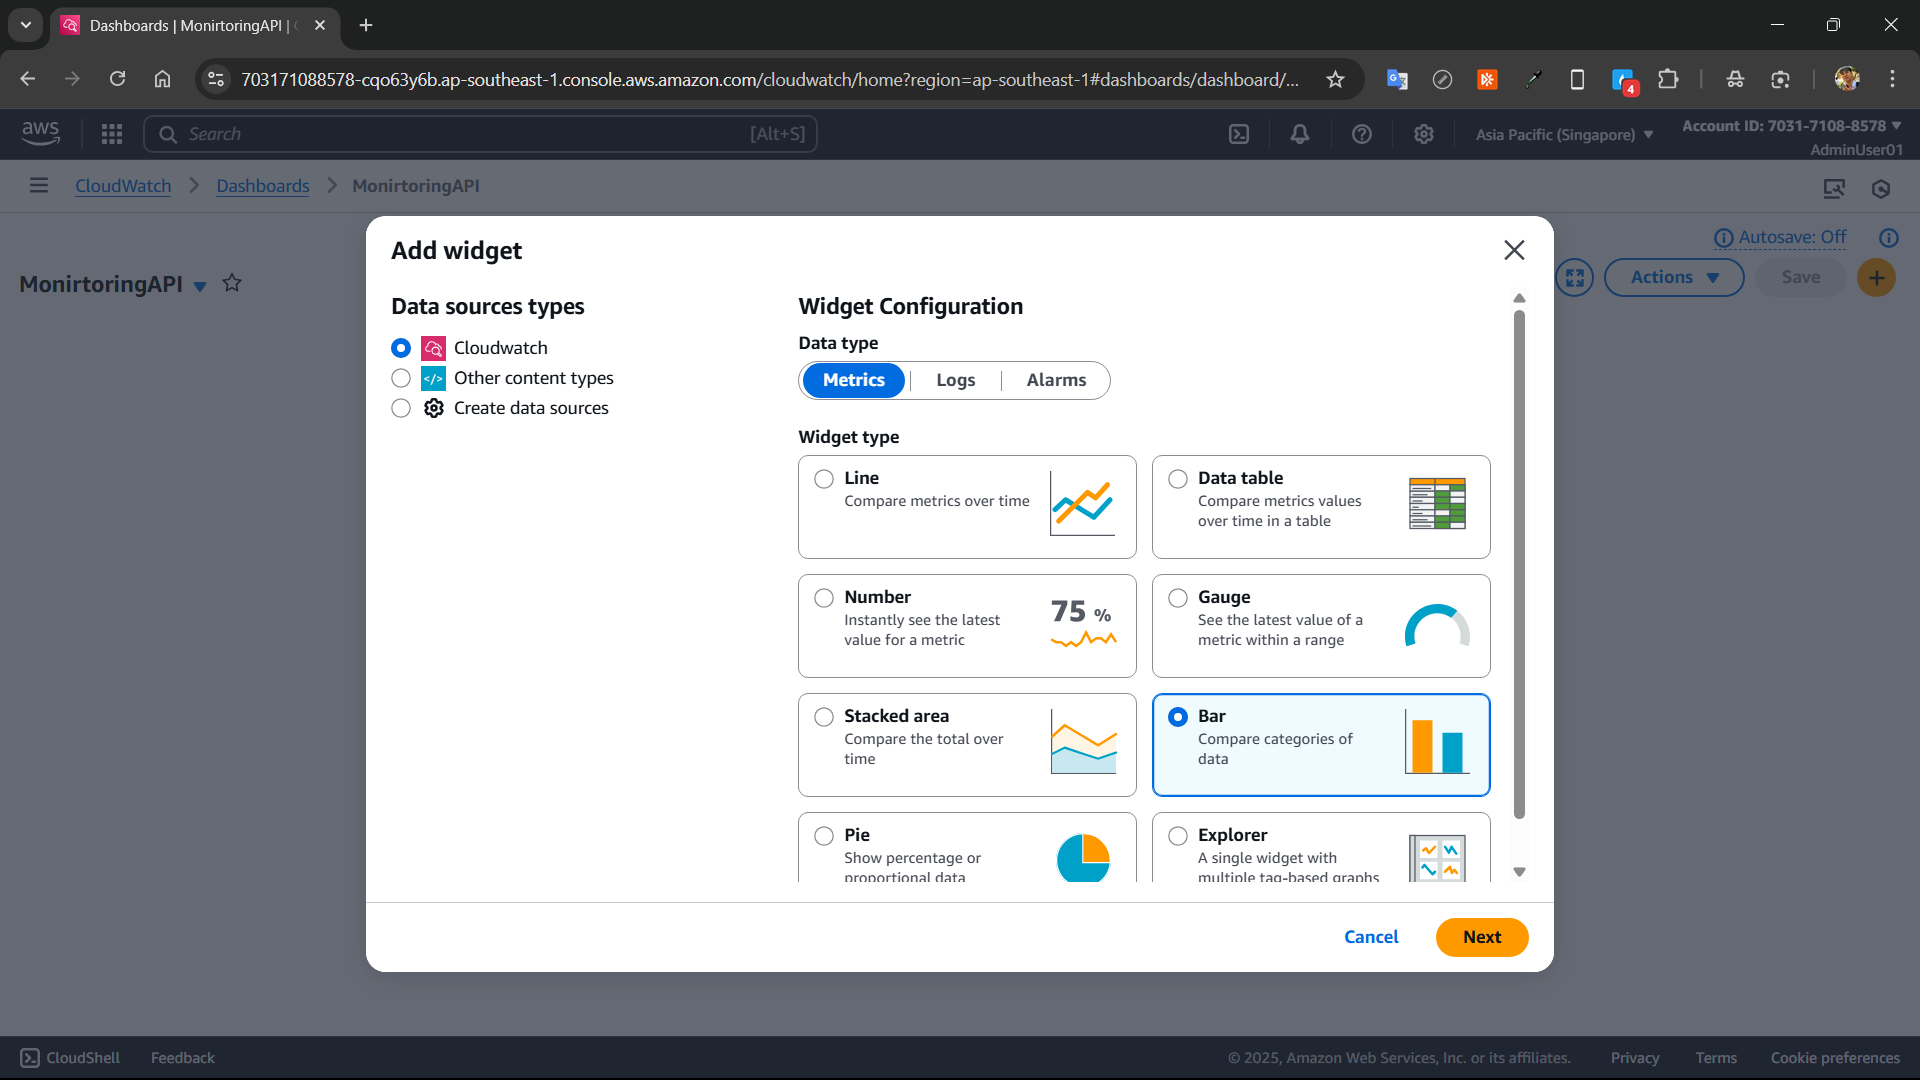 Dashboards | MonirtoringAPI |
703171088578-cqo63y6b.ap-southeast-1.console.aws.amazon.com/cloudwatch/home?region=ap-southeast-1#dashboards/dashboard/...
4
aws
Search
[Alt+S]
Asia Pacific (Singapore)
Account ID: 7031-7108-8578
AdminUser01
CloudWatch
Dashboards
MonirtoringAPI
Autosave: Off
MonirtoringAPI
Actions
Save
Add widget
Data sources types
Cloudwatch
Other content types
Create data sources
Widget Configuration
Data type
Metrics
Logs
Alarms
Widget type
Line
Compare metrics over time
Data table
Compare metrics values
over time in a table
Number
Instantly see the latest
value for a metric
75 %
Gauge
See the latest value of a
metric within a range
Stacked area
Compare the total over
time
Bar
Compare categories of
data
Pie
Show percentage or
proportional data
Explorer
A single widget with
multiple tag-based graphs
Cancel
Next
CloudShell
Feedback
© 2025, Amazon Web Services, Inc. or its affiliates.
Privacy
Terms
Cookie preferences